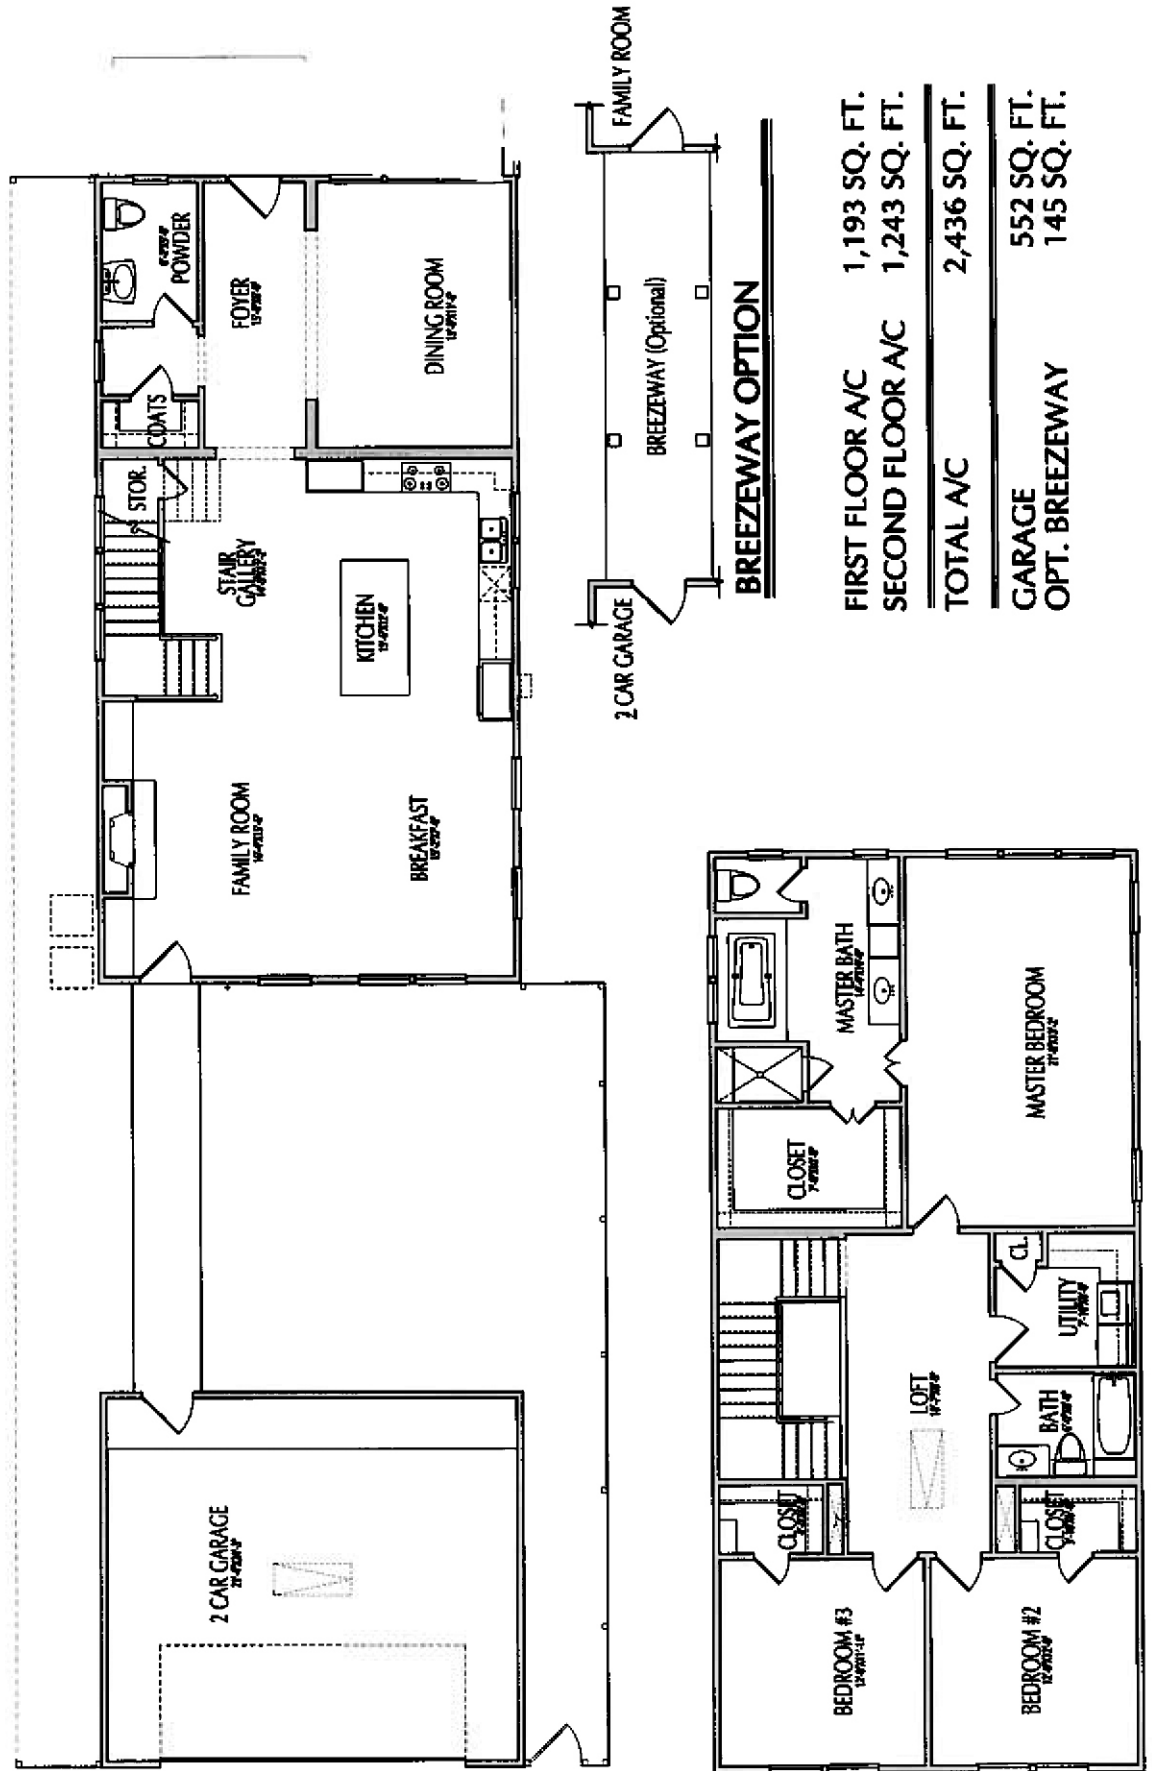 2 CAR GARAGE
FAMILY ROOM
BREAKFAST
KITCHEN
STAIR
GALLERY
STOR.
COATS
POWDER
FOYER
DINING ROOM
2 CAR GARAGE
BREEZEWAY (Optional)
FAMILY ROOM
BREEZEWAY OPTION
FIRST FLOOR A/C 1,193 SQ. FT.
SECOND FLOOR A/C 1,243 SQ. FT.
TOTAL A/C 2,436 SQ. FT.
GARAGE 552 SQ. FT.
OPT. BREEZEWAY 145 SQ. FT.
BEDROOM #3
BEDROOM #2
CLOSET
CLOSET
LOFT
BATH
UTILITY
CL.
CLOSET
MASTER BATH
MASTER BEDROOM